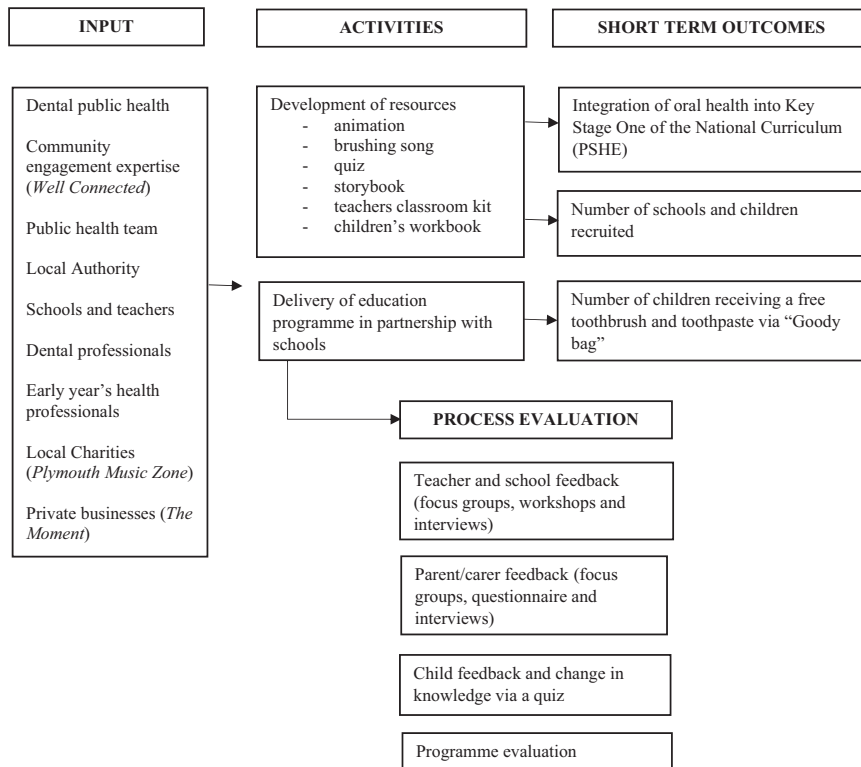 INPUT
ACTIVITIES
SHORT TERM OUTCOMES
Dental public health
Community
engagement expertise
(Well Connected)
Public health team
Local Authority
Schools and teachers
Dental professionals
Early year's health
professionals
Local Charities
(Plymouth Music Zone)
Private businesses (The
Moment)
Development of resources
- animation
- brushing song
- quiz
- storybook
- teachers classroom kit
- children's workbook
Delivery of education
programme in partnership with
schools
Integration of oral health into Key
Stage One of the National Curriculum
(PSHE)
Number of schools and children
recruited
Number of children receiving a free
toothbrush and toothpaste via “Goody
bag”
PROCESS EVALUATION
Teacher and school feedback
(focus groups, workshops and
interviews)
Parent/carer feedback (focus
groups, questionnaire and
interviews)
Child feedback and change in
knowledge via a quiz
Programme evaluation